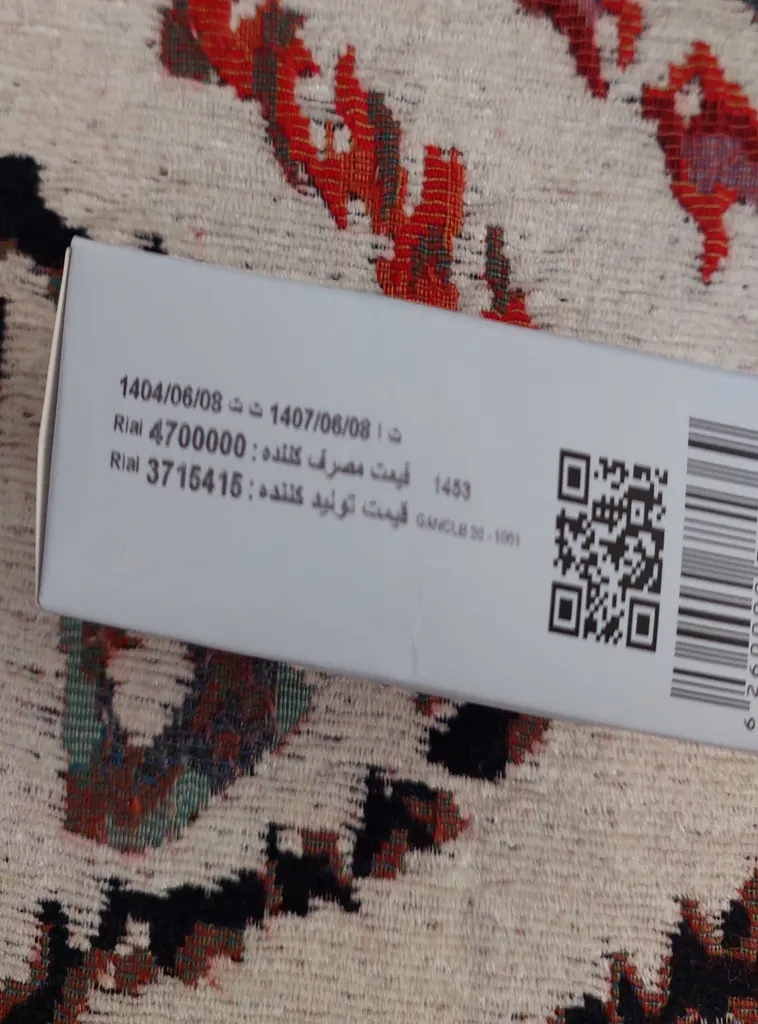 ت ا 1407/06/08 ت ت 1404/06/08
1453 قیمت مصرف کننده : 4700000 Rial
GANCLB 20 - 1001 قیمت تولید کننده : 3715415 Rial